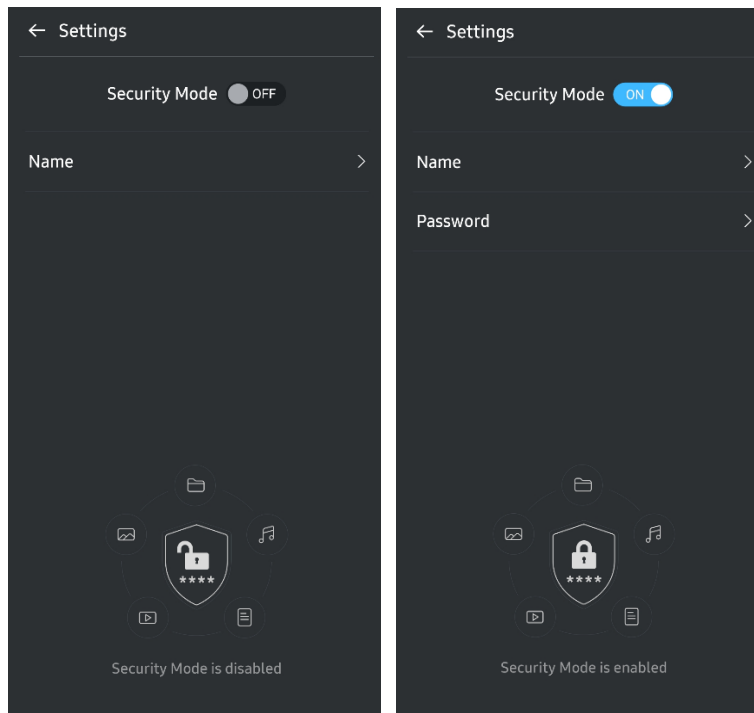 Settings
Security Mode OFF
Name
****
Security Mode is disabled
Settings
Security Mode ON
Name
Password
****
Security Mode is enabled